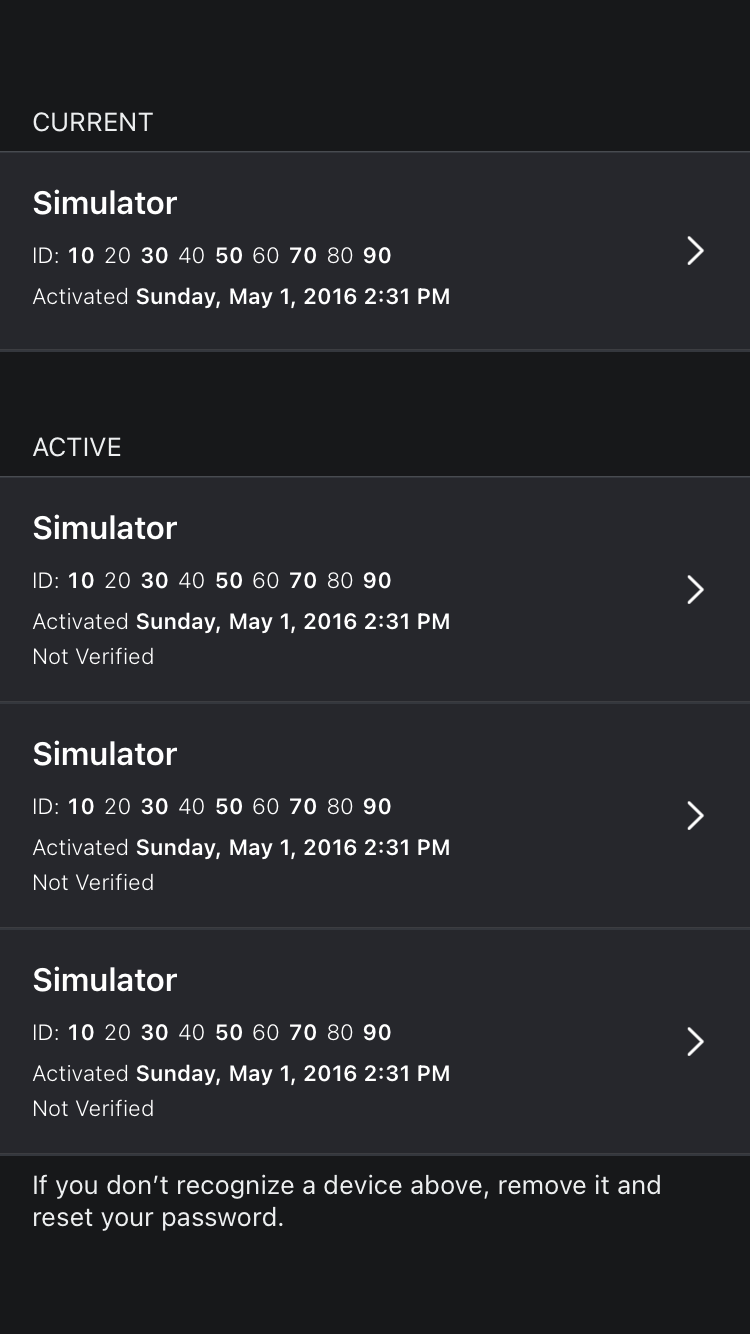 CURRENT
Simulator
ID: 10 20 30 40 50 60 70 80 90
Activated Sunday, May 1, 2016 2:31 PM
ACTIVE
Simulator
ID: 10 20 30 40 50 60 70 80 90
Activated Sunday, May 1, 2016 2:31 PM
Not Verified
Simulator
ID: 10 20 30 40 50 60 70 80 90
Activated Sunday, May 1, 2016 2:31 PM
Not Verified
Simulator
ID: 10 20 30 40 50 60 70 80 90
Activated Sunday, May 1, 2016 2:31 PM
Not Verified
If you don’t recognize a device above, remove it and
reset your password.